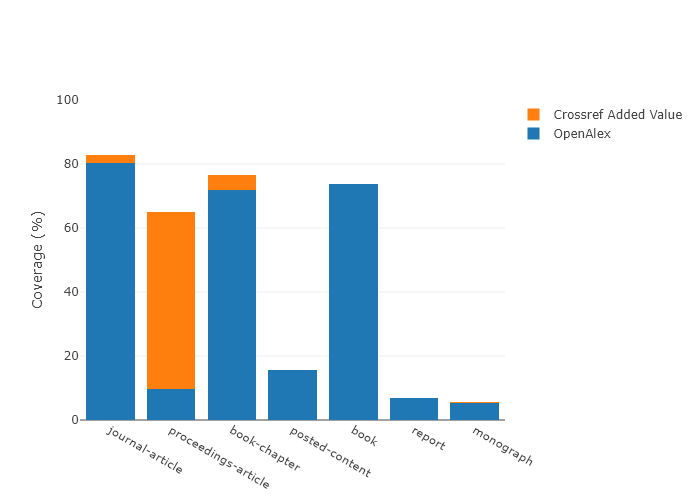 Crossref Added Value
OpenAlex
Coverage (%)
100
80
60
40
20
0
journal-article
proceedings-article
book-chapter
posted-content
book
report
monograph